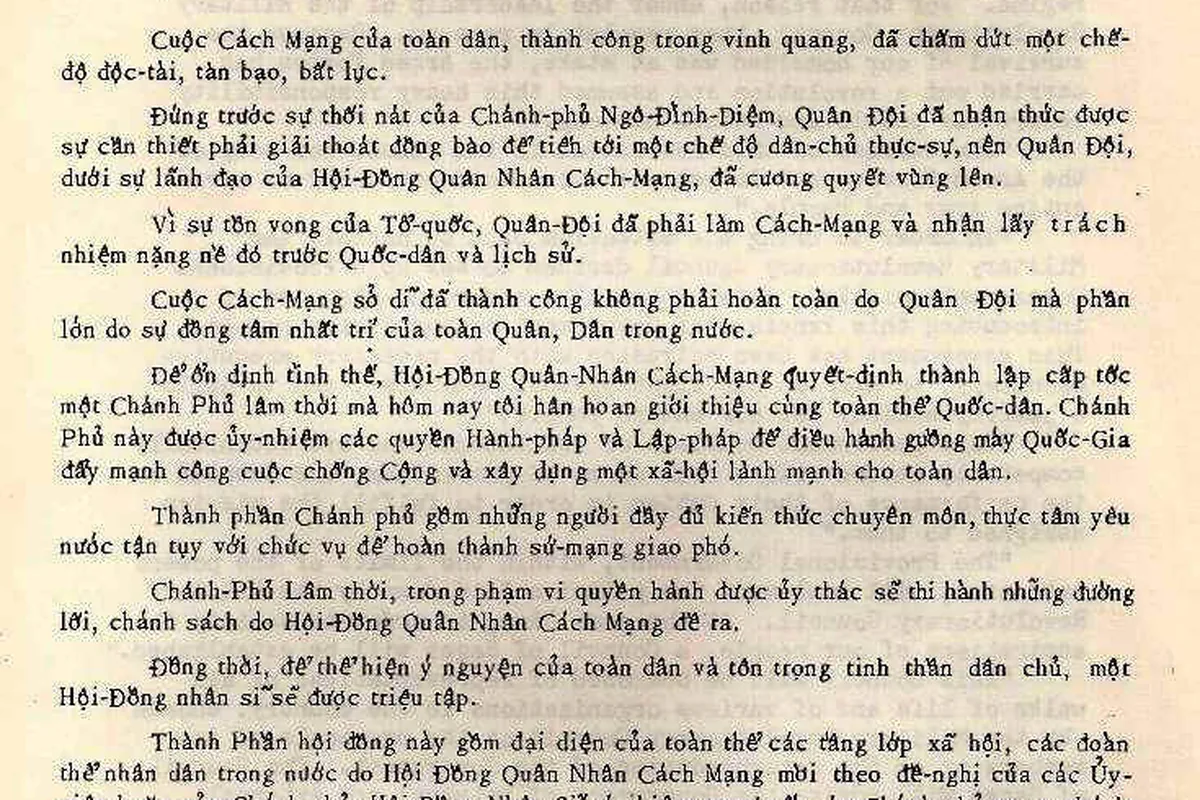 Cuộc Cách Mạng của toàn dân, thành công trong vinh quang, đã chấm dứt một chế-
độ độc-tài, tàn bạo, bất lực.
Đứng trước sự thối nát của Chánh-phủ Ngô-Đình-Diệm, Quân Đội đã nhận thức được
sự cần thiết phải giải thoát đồng bào để tiến tới một chế độ dân-chủ thực-sự, nên Quân Đội,
dưới sự lãnh đạo của Hội-Đồng Quân Nhân Cách-Mạng, đã cương quyết vùng lên.
Vì sự tồn vong của Tổ-quốc, Quân-Đội đã phải làm Cách-Mạng và nhận lấy trách
nhiệm nặng nề đó trước Quốc-dân và lịch sử.
Cuộc Cách-Mạng sở dĩ đã thành công không phải hoàn toàn do Quân Đội mà phần
lớn do sự đồng tâm nhất trí của toàn Quân, Dân trong nước.
Để ổn định tình thế, Hội-Đồng Quân-Nhân Cách-Mạng quyết-định thành lập cấp tốc
một Chánh Phủ lâm thời mà hôm nay tôi hân hoan giới thiệu cùng toàn thể Quốc-dân. Chánh
Phủ này được ủy-nhiệm các quyền Hành-pháp và Lập-pháp để điều hành guồng máy Quốc-Gia
đẩy mạnh công cuộc chống Cộng và xây dựng một xã-hội lành mạnh cho toàn dân.
Thành phần Chánh phủ gồm những người đầy đủ kiến thức chuyên môn, thực tâm yêu
nước tận tụy với chức vụ để hoàn thành sứ-mạng giao phó.
Chánh-Phủ Lâm thời, trong phạm vi quyền hành được ủy thác sẽ thi hành những đường
lối, chánh sách do Hội-Đồng Quân Nhân Cách Mạng đề ra.
Đồng thời, để thể hiện ý nguyện của toàn dân và tôn trọng tinh thần dân chủ, một
Hội-Đồng nhân sĩ sẽ được triệu tập.
Thành Phần hội đồng này gồm đại diện của toàn thể các tầng lớp xã hội, các đoàn
thể nhân dân trong nước do Hội Đồng Quân Nhân Cách Mạng mời theo đề-nghị của các Ủy-